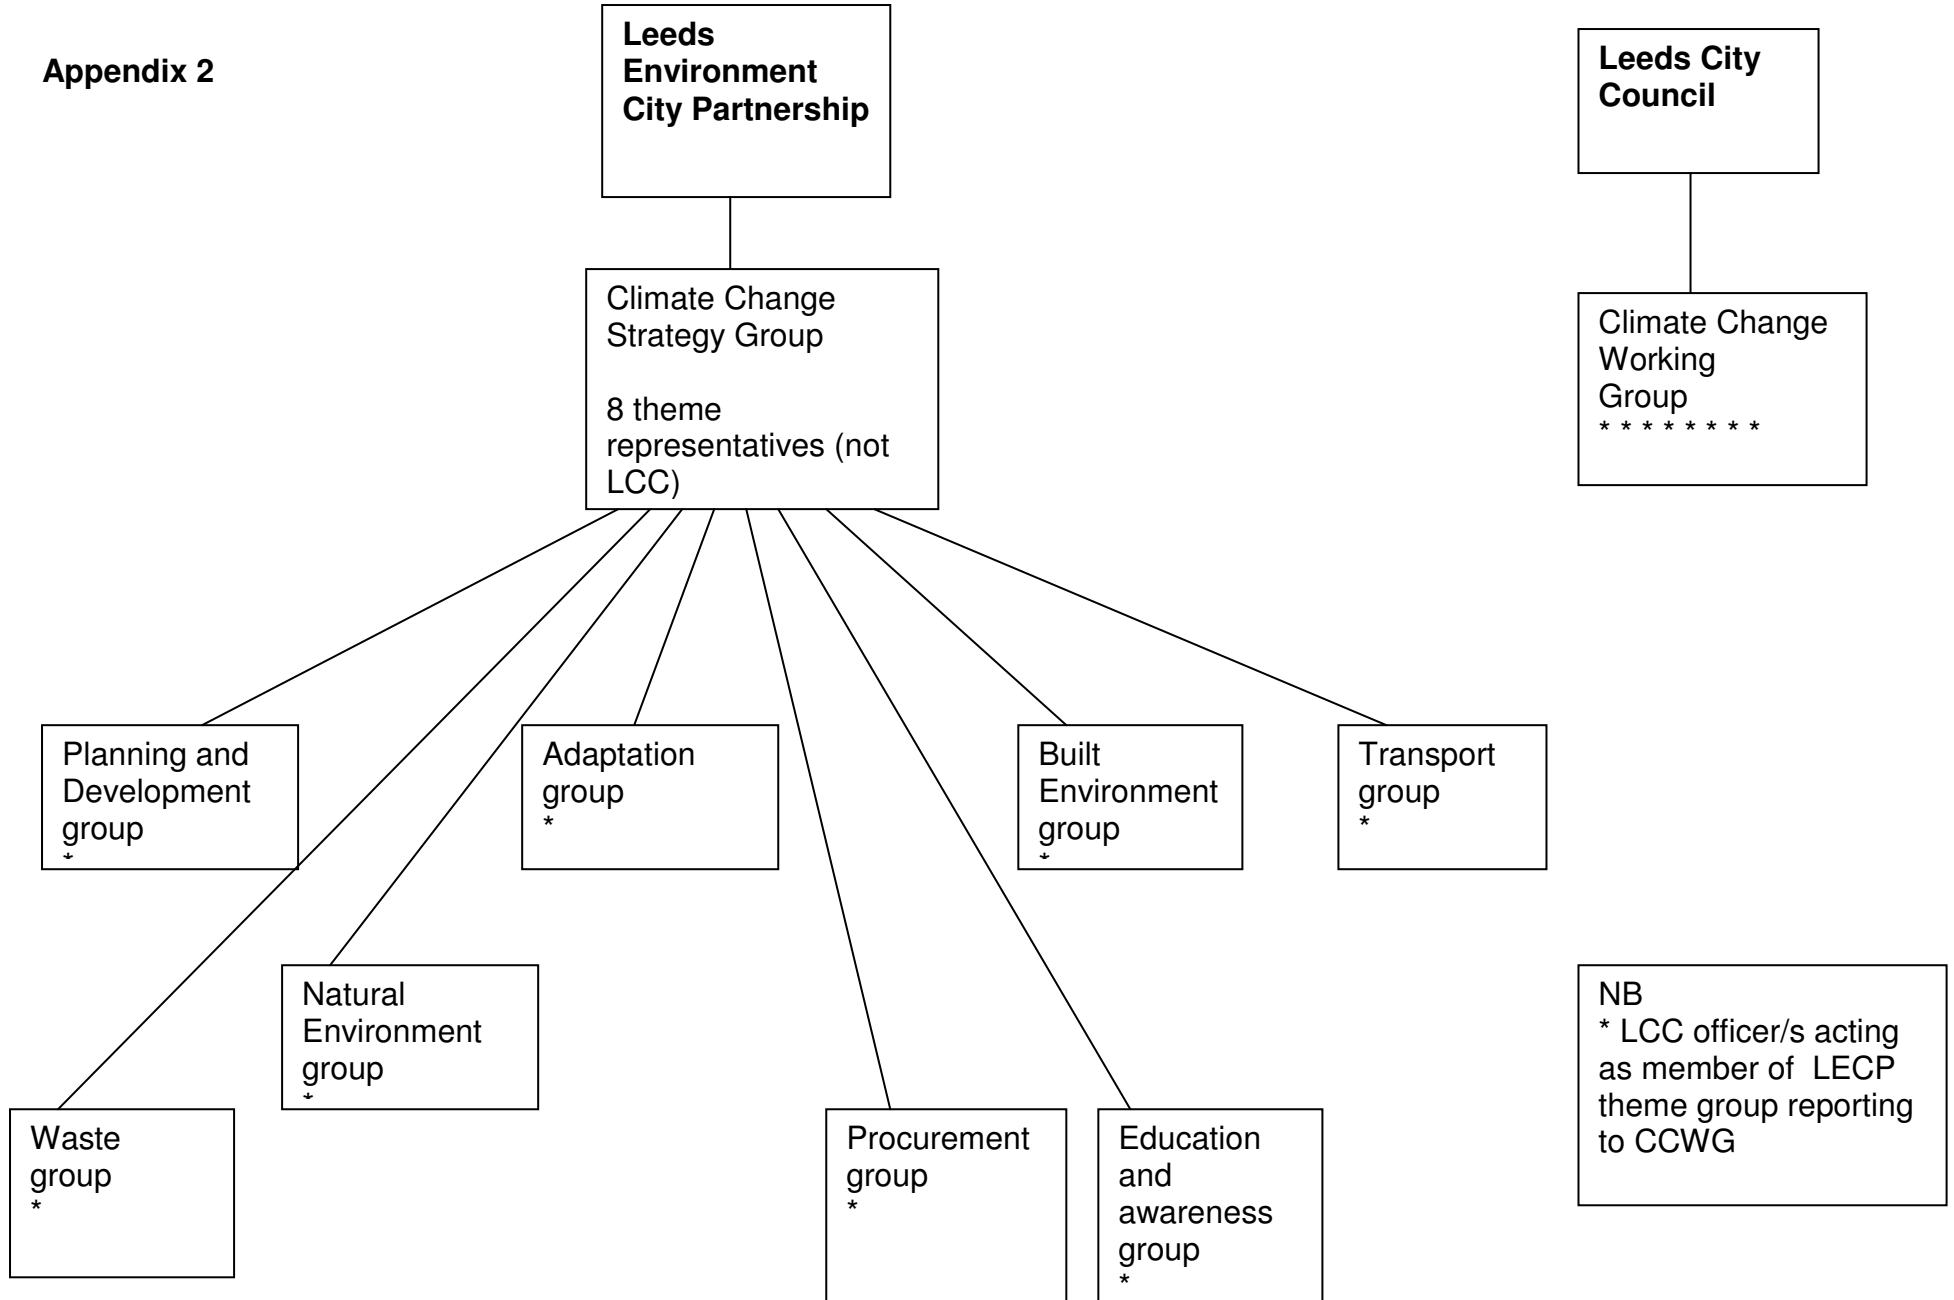 Appendix 2
Leeds
Environment
City Partnership
Leeds City
Council
Climate Change
Strategy Group
8 theme
representatives (not
LCC)
Climate Change
Working
Group
* * * * * * * *
Planning and
Development
group
*
Adaptation
group
*
Built
Environment
group
*
Transport
group
*
Natural
Environment
group
*
Waste
group
*
Procurement
group
*
Education
and
awareness
group
*
NB
* LCC officer/s acting
as member of  LECP
theme group reporting
to CCWG